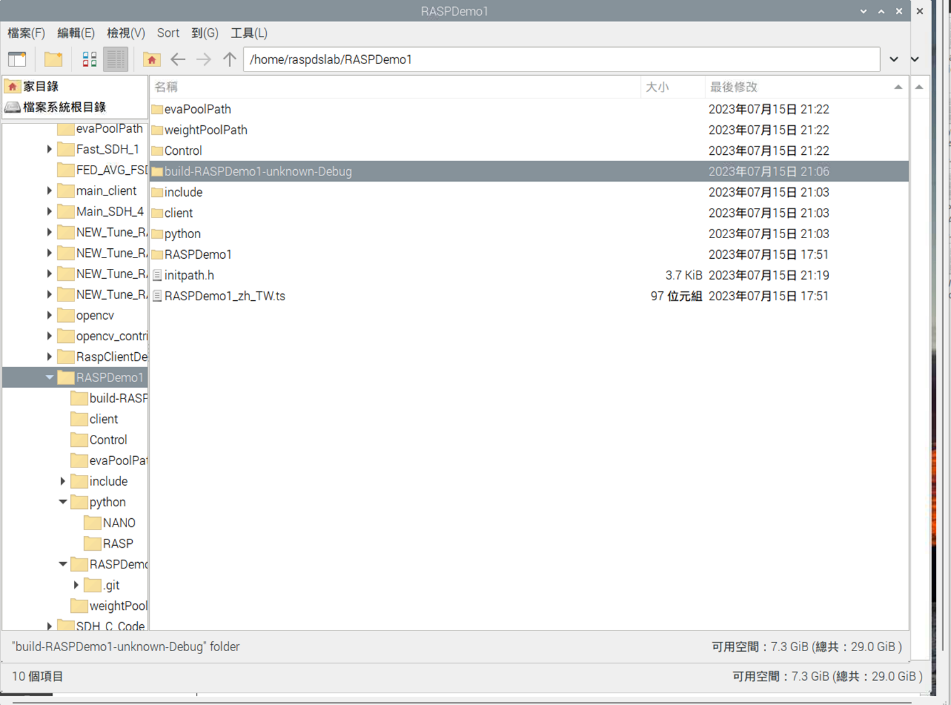 RASPDemo1
檔案(F) 編輯(E) 檢視(V) Sort 到(G) 工具(L)
/home/raspdslab/RASPDemo1
家目錄
檔案系統根目錄
evaPoolPath
Fast_SDH_1
FED_AVG_FSD
main_client
Main_SDH_4
NEW_Tune_RA
NEW_Tune_RA
NEW_Tune_RA
NEW_Tune_RA
opencv
opencv_contri
RaspClientDe
RASPDemo1
build-RASP
client
Control
evaPoolPat
include
python
NANO
RASP
RASPDemo
.git
weightPool
SDH_C_Code
名稱 大小 最後修改
evaPoolPath 2023年07月15日 21:22
weightPoolPath 2023年07月15日 21:22
Control 2023年07月15日 21:22
build-RASPDemo1-unknown-Debug 2023年07月15日 21:06
include 2023年07月15日 21:03
client 2023年07月15日 21:03
python 2023年07月15日 21:03
RASPDemo1 2023年07月15日 17:51
initpath.h 3.7 KiB 2023年07月15日 21:19
RASPDemo1_zh_TW.ts 97 位元組 2023年07月15日 17:51
"build-RASPDemo1-unknown-Debug" folder 可用空間：7.3 GiB (總共：29.0 GiB )
10 個項目 可用空間：7.3 GiB (總共：29.0 GiB )